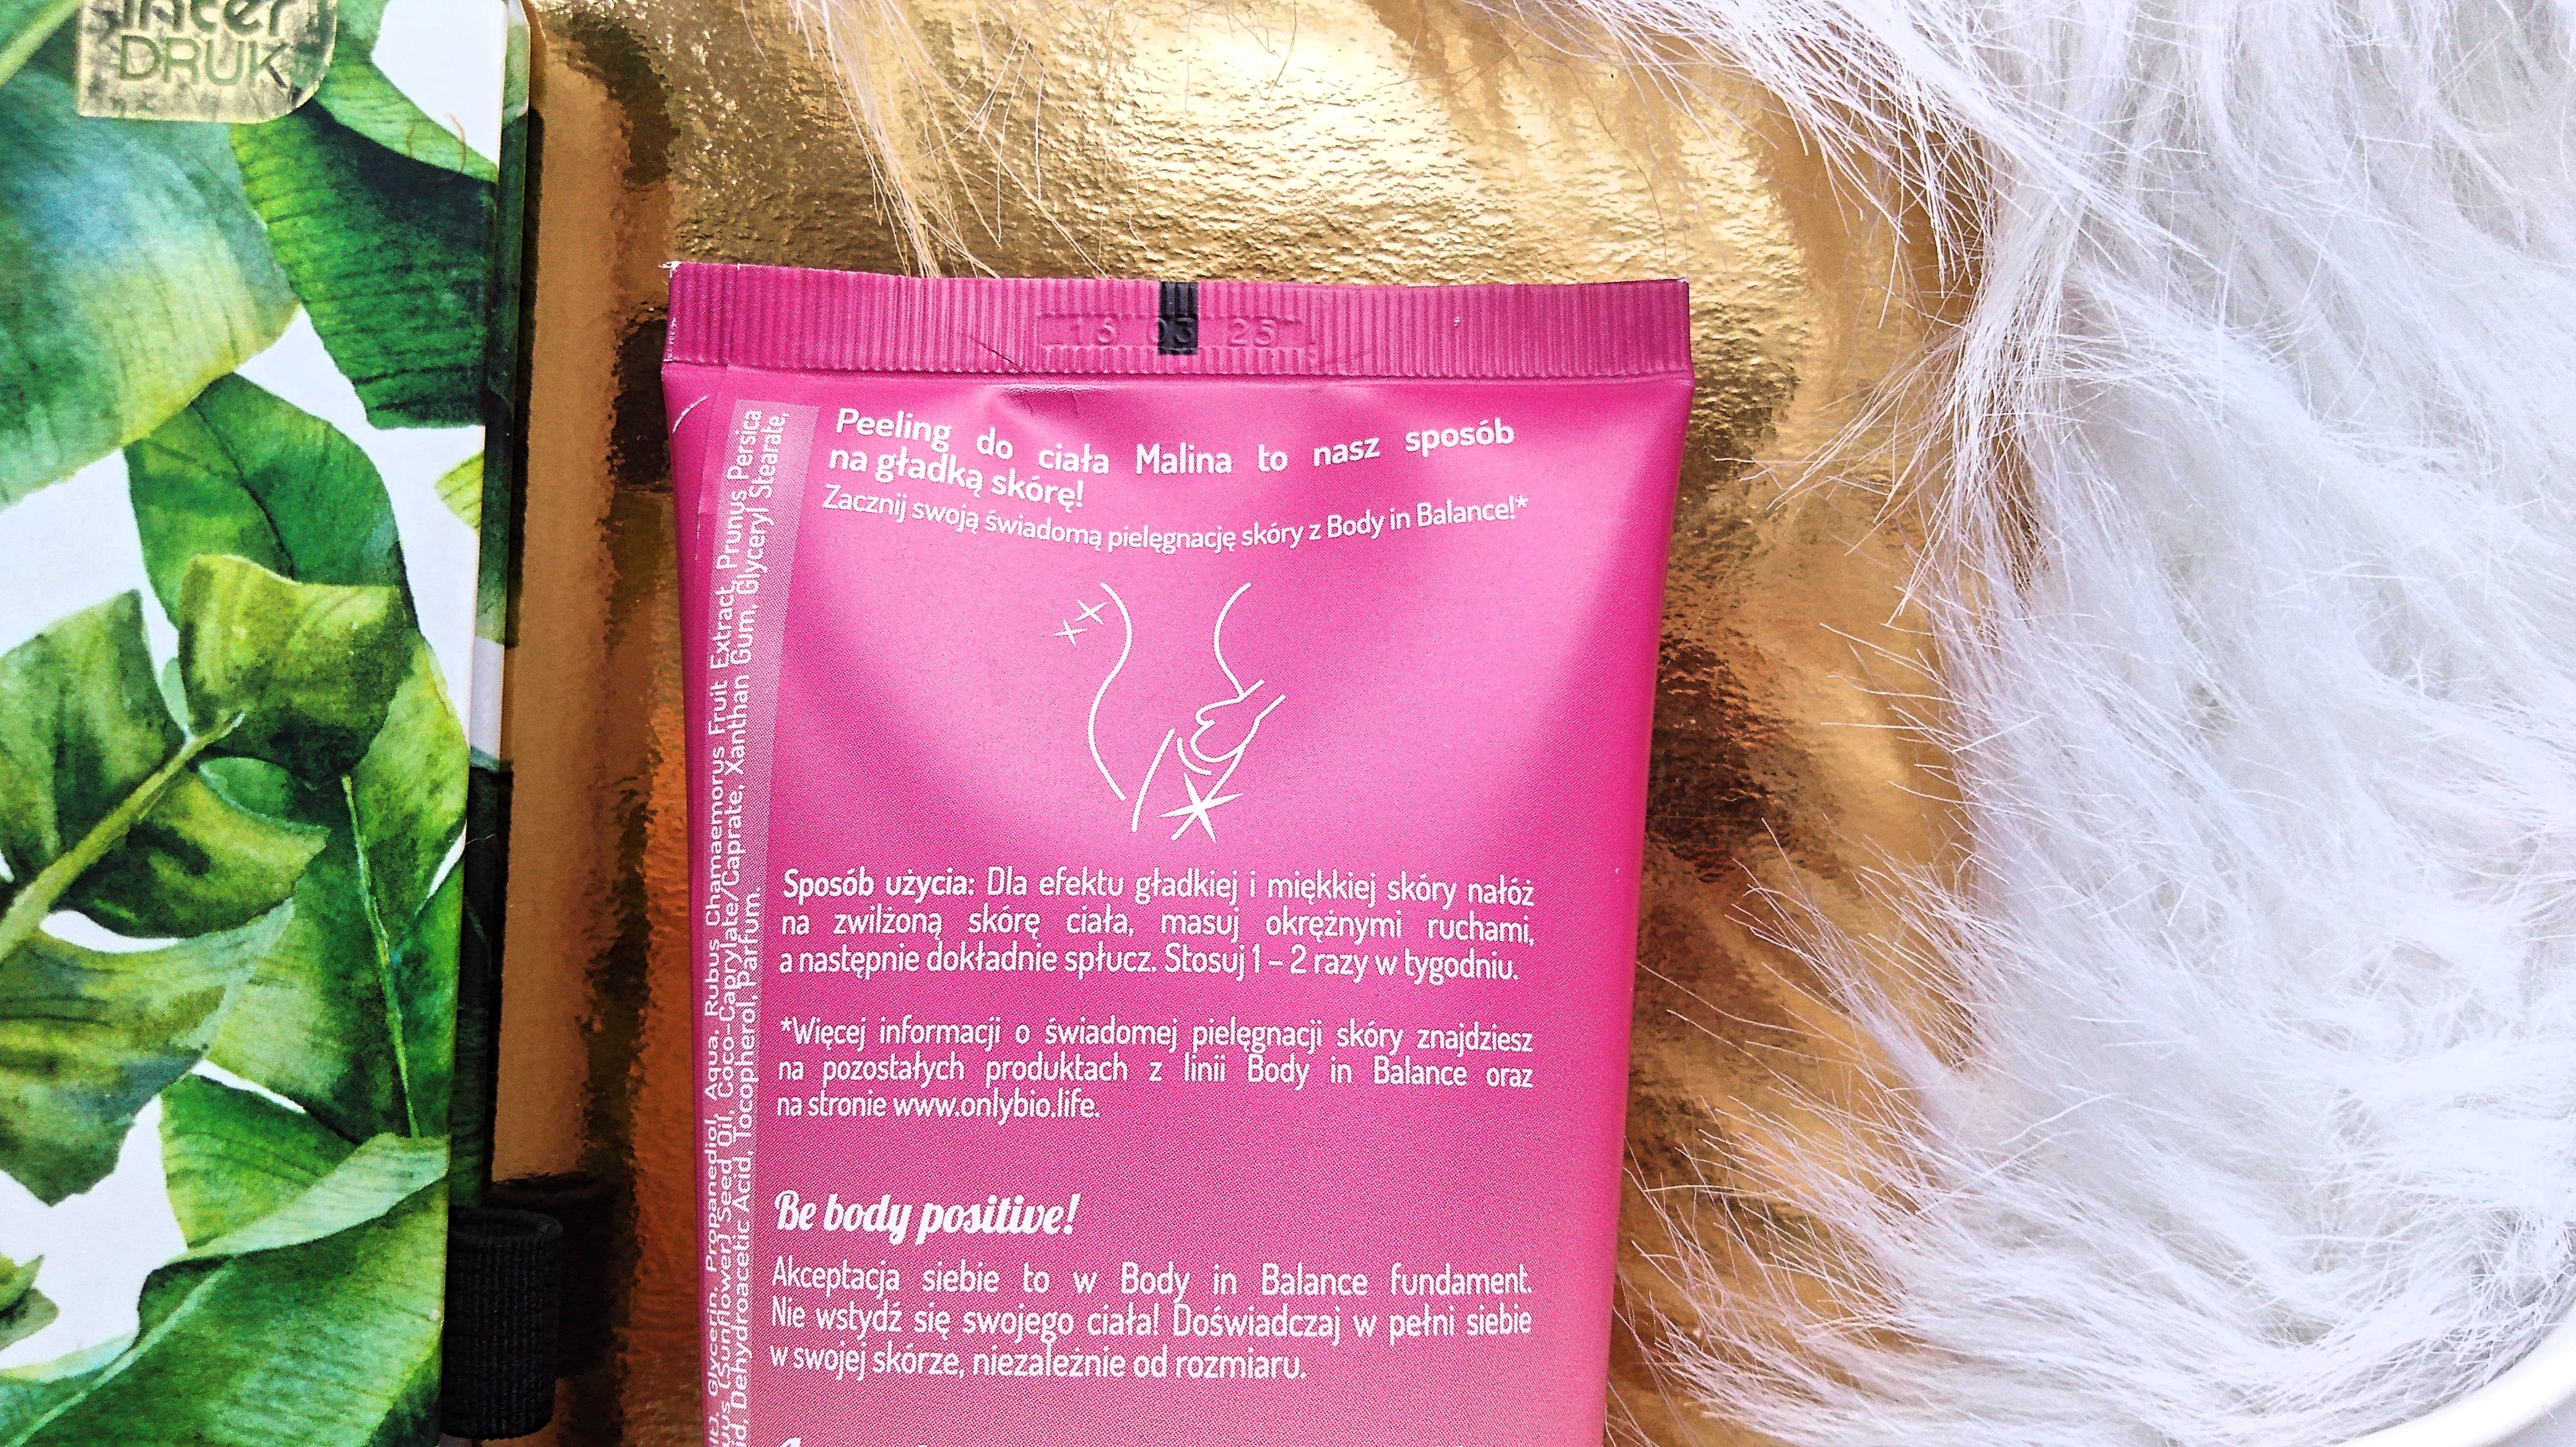 inter
DRUK
16 03 25
Peeling do ciała Malina to nasz sposób
na gładką skórę!
Zacznij swoją świadomą pielęgnację skóry z Body in Balance!*
Sposób użycia: Dla efektu gładkiej i miękkiej skóry nałóż
na zwilżoną skórę ciała, masuj okrężnymi ruchami,
a następnie dokładnie spłucz. Stosuj 1 – 2 razy w tygodniu.
*Więcej informacji o świadomej pielęgnacji skóry znajdziesz
na pozostałych produktach z linii Body in Balance oraz
na stronie www.onlybio.life.
Be body positive!
Akceptacja siebie to w Body in Balance fundament.
Nie wstydź się swojego ciała! Doświadczaj w pełni siebie
w swojej skórze, niezależnie od rozmiaru.
Glycerin, Propanediol, Aqua, Rubus Chamaemorus Fruit Extract, Prunus Persica
(Sunflower) Seed Oil, Coco-Caprylate/Caprate, Xanthan Gum, Glyceryl Stearate,
Dehydroacetic Acid, Tocopherol, Parfum.